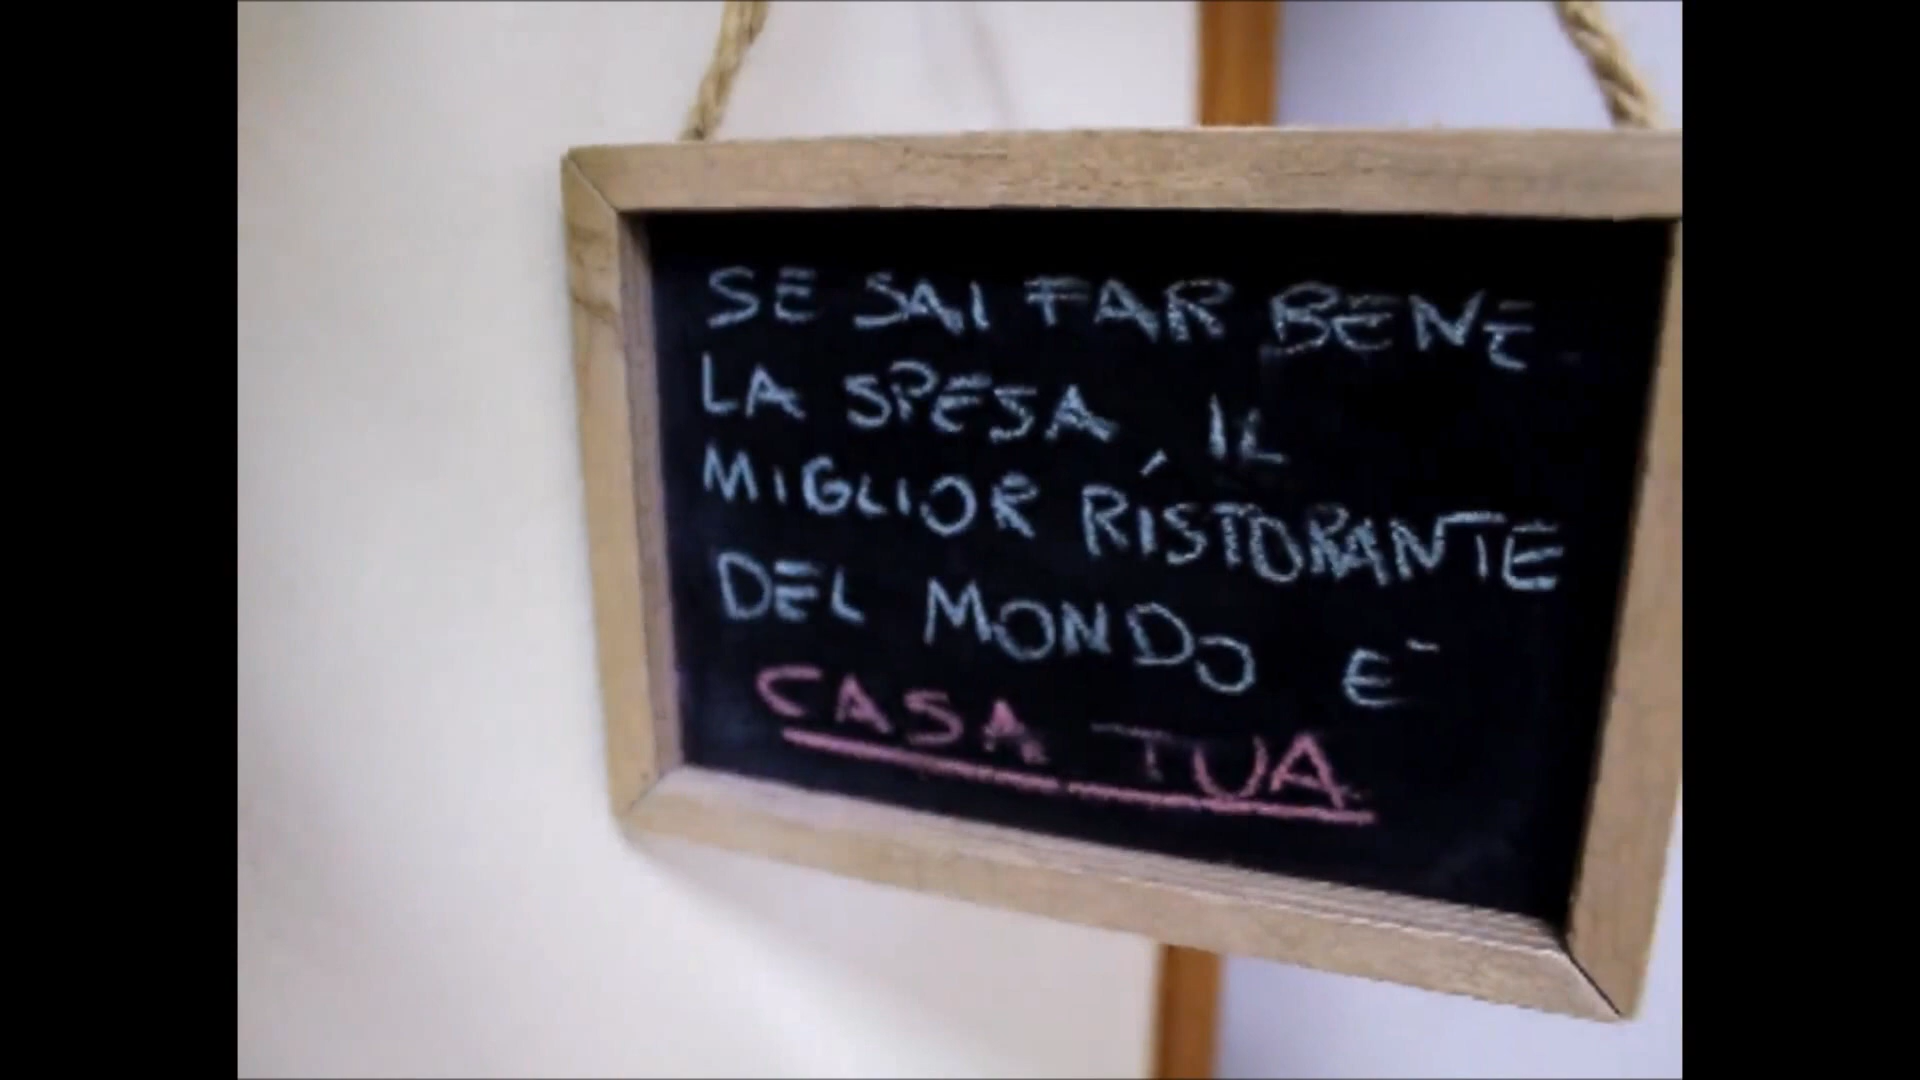 SE SAI FAR BENE
LA SPESA, IL
MIGLIOR RISTORANTE
DEL MONDO E'
CASA TUA